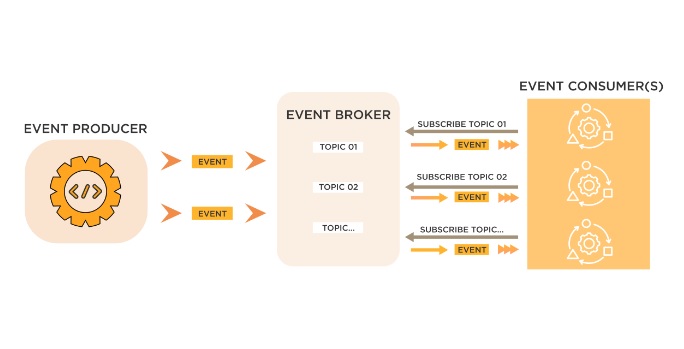 EVENT PRODUCER
EVENT
EVENT
EVENT BROKER
TOPIC 01
TOPIC 02
TOPIC...
SUBSCRIBE TOPIC 01
EVENT
SUBSCRIBE TOPIC 02
EVENT
SUBSCRIBE TOPIC...
EVENT
EVENT CONSUMER(S)